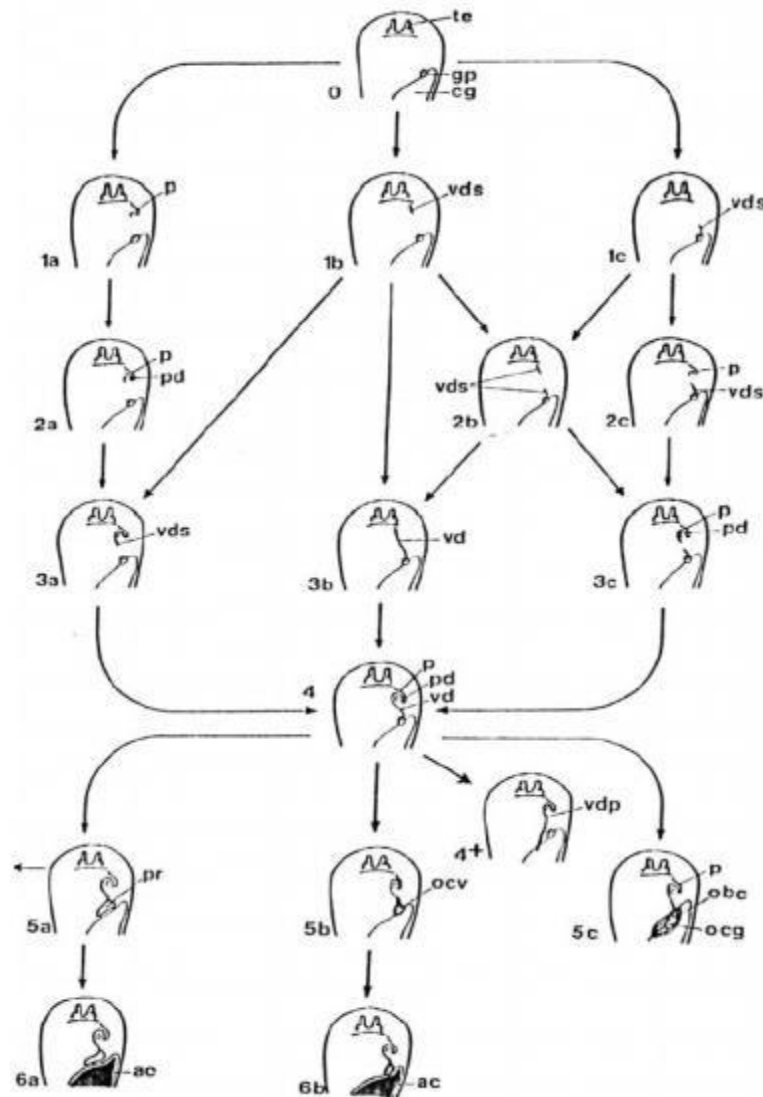 te
gp
cg
0
p
vds
vds
1a
1b
1c
p
pd
vds
p
vds
2a
2b
2c
vds
vd
p
pd
3a
3b
3c
p
pd
vd
4
vdp
4+
pr
ocv
p
obc
ocg
5a
5b
5c
ac
ac
6a
6b